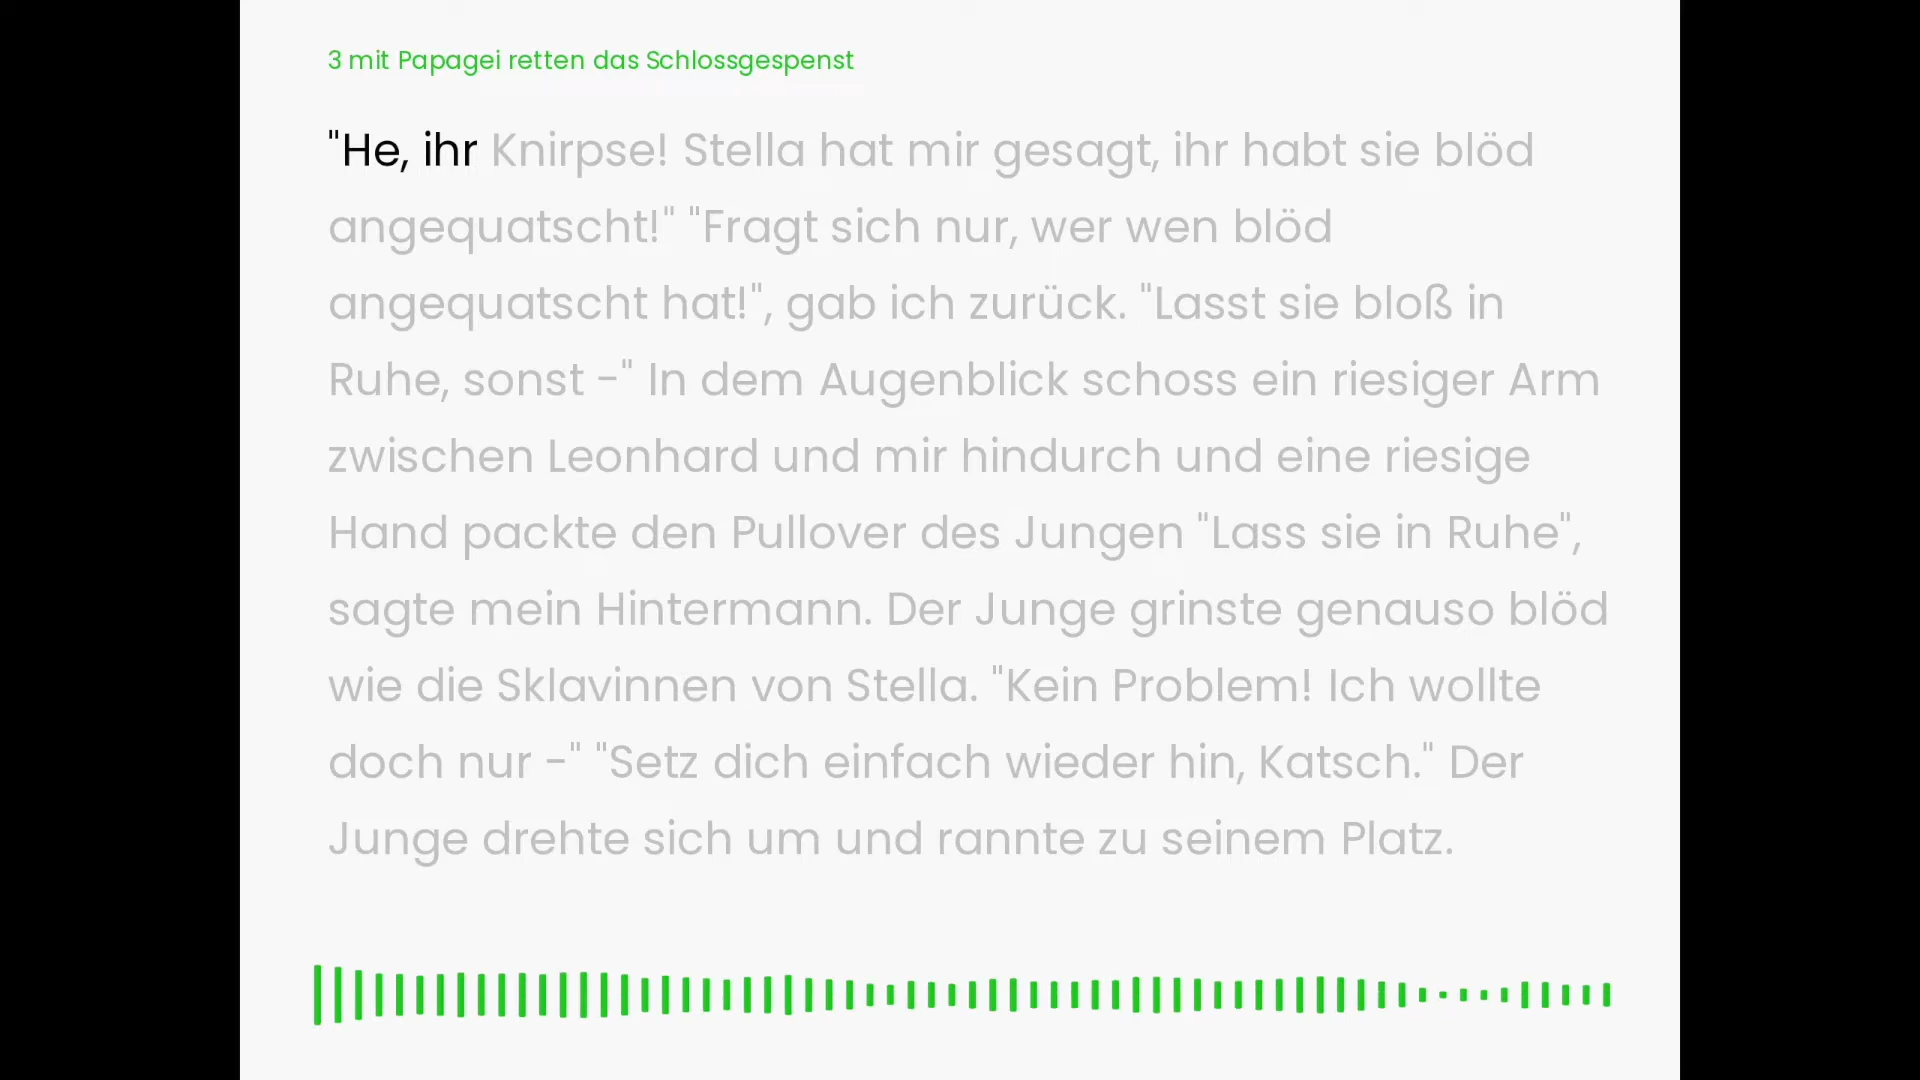 3 mit Papagei retten das Schlossgespenst
"He, ihr Knirpse! Stella hat mir gesagt, ihr habt sie blöd
angequatscht!" "Fragt sich nur, wer wen blöd
angequatscht hat!", gab ich zurück. "Lasst sie bloß in
Ruhe, sonst -" In dem Augenblick schoss ein riesiger Arm
zwischen Leonhard und mir hindurch und eine riesige
Hand packte den Pullover des Jungen "Lass sie in Ruhe",
sagte mein Hintermann. Der Junge grinste genauso blöd
wie die Sklavinnen von Stella. "Kein Problem! Ich wollte
doch nur -" "Setz dich einfach wieder hin, Katsch." Der
Junge drehte sich um und rannte zu seinem Platz.